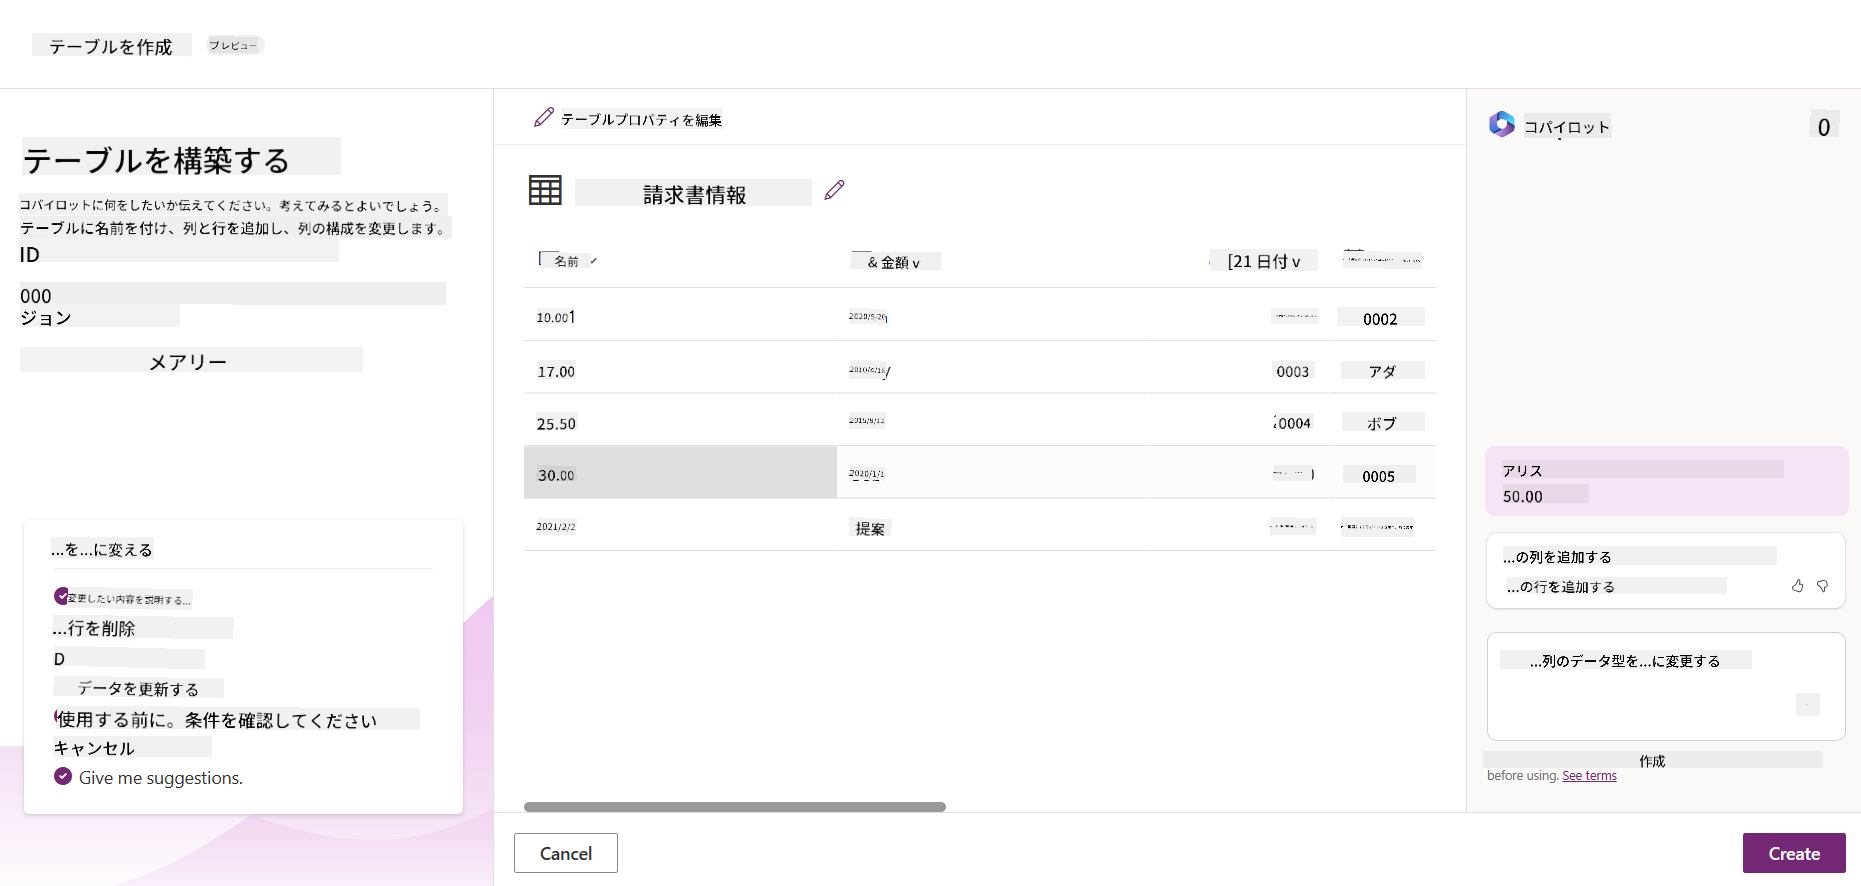 テーブルを作成
プレビュー
テーブルを構築する
コパイロットに何をしたいか伝えてください。考えてみるとよいでしょう。
テーブルに名前を付け、列と行を追加し、列の構成を変更します。
ID
000
ジョン
メアリー
...を...に変える
変更したい内容を説明する...
...行を削除
D
データを更新する
使用する前に。条件を確認してください
キャンセル
Give me suggestions.
テーブルプロパティを編集
請求書情報
名前 & 金額 v [21 日付 v
10.001 2020/5/20 0002
17.00 2010/4/18 0003 アダ
25.50 2015/9/12 0004 ボブ
30.00 2020/1/1 0005
2021/2/2 提案
Cancel
コパイロット
0
アリス
50.00
...の列を追加する
...の行を追加する
...列のデータ型を...に変更する
作成
before using. See terms
Create